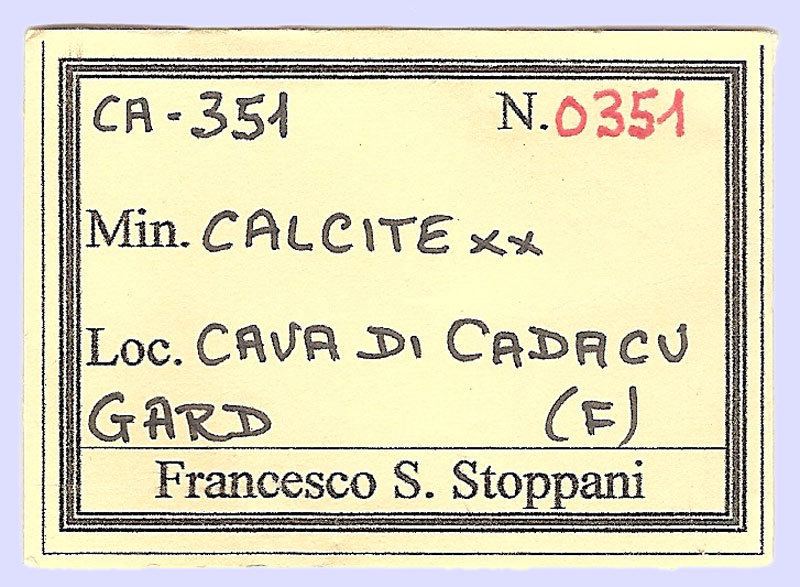 CA-351 N. 0351
Min. CALCITE xx
Loc. CAVA DI CADACU
GARD (F)
Francesco S. Stoppani